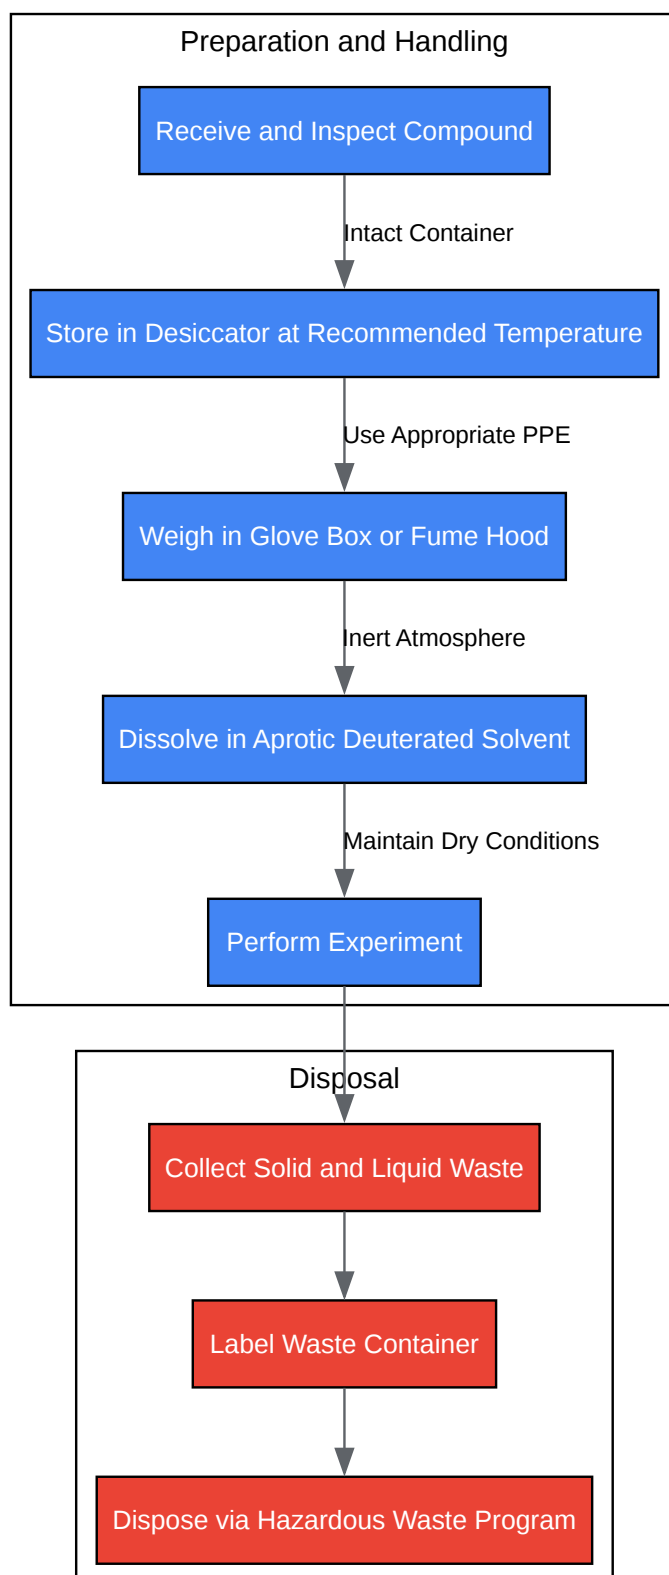 Preparation and Handling
Receive and Inspect Compound
Intact Container
Store in Desiccator at Recommended Temperature
Use Appropriate PPE
Weigh in Glove Box or Fume Hood
Inert Atmosphere
Dissolve in Aprotic Deuterated Solvent
Maintain Dry Conditions
Perform Experiment
Disposal
Collect Solid and Liquid Waste
Label Waste Container
Dispose via Hazardous Waste Program